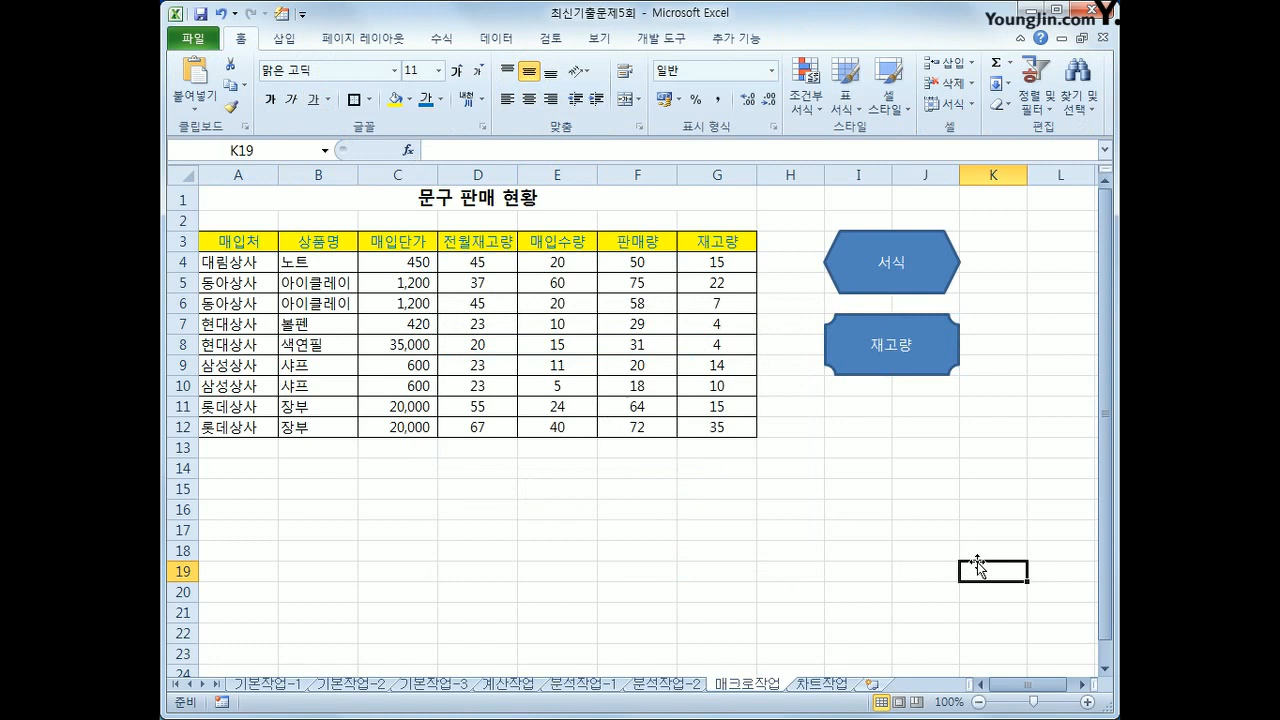 최신기출문제5회 - Microsoft Excel
YoungJin.com Y.
파일 홈 삽입 페이지 레이아웃 수식 데이터 검토 보기 개발 도구 추가 기능
붙여넣기
클립보드
맑은 고딕 11 가 가
가 가 가 가 내천
글꼴
맞춤
일반
% ,
표시 형식
조건부 서식 표 서식 셀 스타일
스타일
삽입
삭제
서식
셀
Σ
정렬 및 필터 찾기 및 선택
편집
K19 fx
A B C D E F G H I J K L
1 문구 판매 현황
2
3 매입처 상품명 매입단가 전월재고량 매입수량 판매량 재고량
4 대림상사 노트 450 45 20 50 15
5 동아상사 아이클레이 1,200 37 60 75 22
6 동아상사 아이클레이 1,200 45 20 58 7
7 현대상사 볼펜 420 23 10 29 4
8 현대상사 색연필 35,000 20 15 31 4
9 삼성상사 샤프 600 23 11 20 14
10 삼성상사 샤프 600 23 5 18 10
11 롯데상사 장부 20,000 55 24 64 15
12 롯데상사 장부 20,000 67 40 72 35
서식
재고량
13
14
15
16
17
18
19
20
21
22
23
24
기본작업-1 기본작업-2 기본작업-3 계산작업 분석작업-1 분석작업-2 매크로작업 차트작업
준비 100%